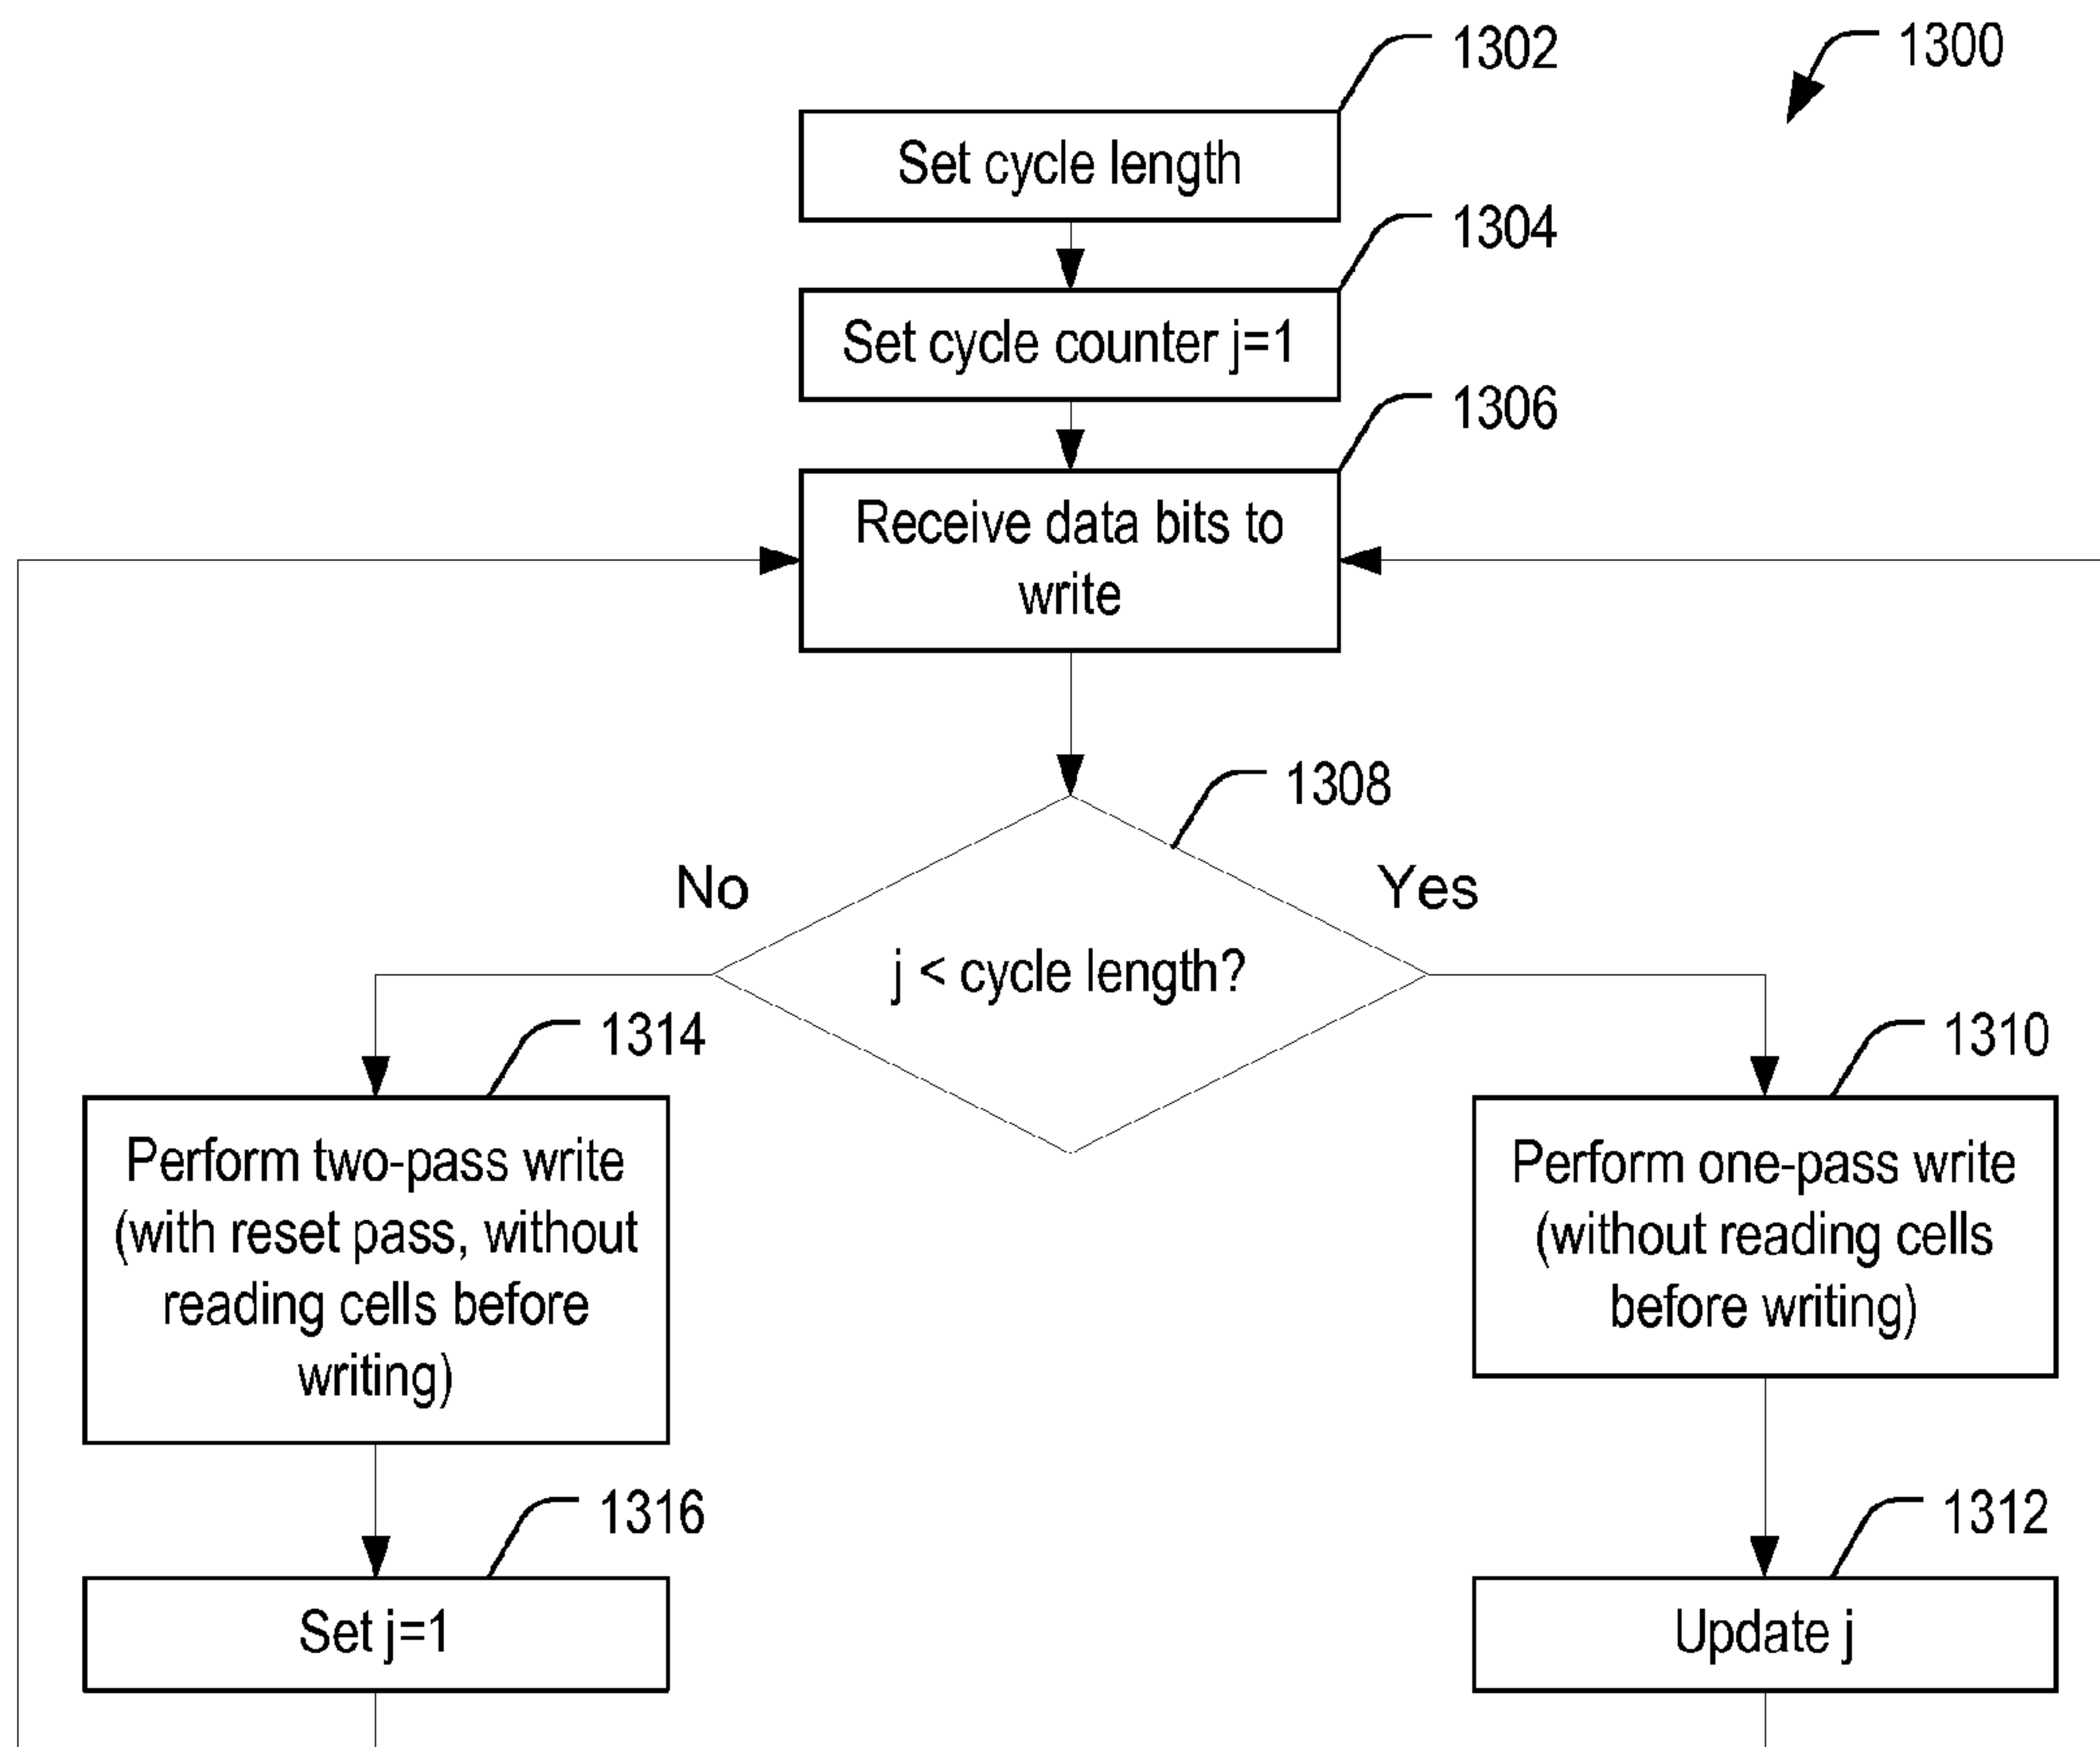 1302
1300
Set cycle length
1304
Set cycle counter j=1
1306
Receive data bits to
write
1308
No
Yes
j < cycle length?
1314
1310
Perform two-pass write
(with reset pass, without
reading cells before
writing)
Perform one-pass write
(without reading cells
before writing)
1316
1312
Set j=1
Update j